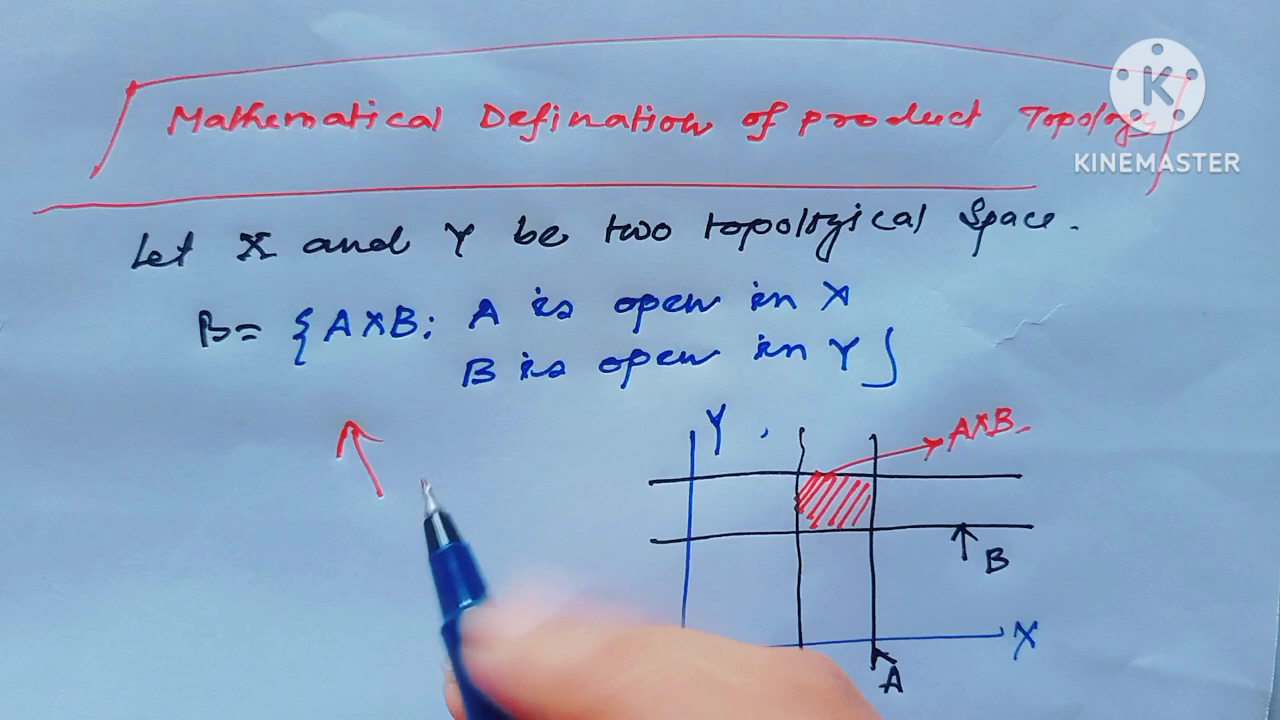 Mathematical Defination of product Topology
K
KINEMASTER
Let X and Y be two topological Space.
B= {A×B; A is open in X
B is open in Y}
Y
A×B
B
X
A